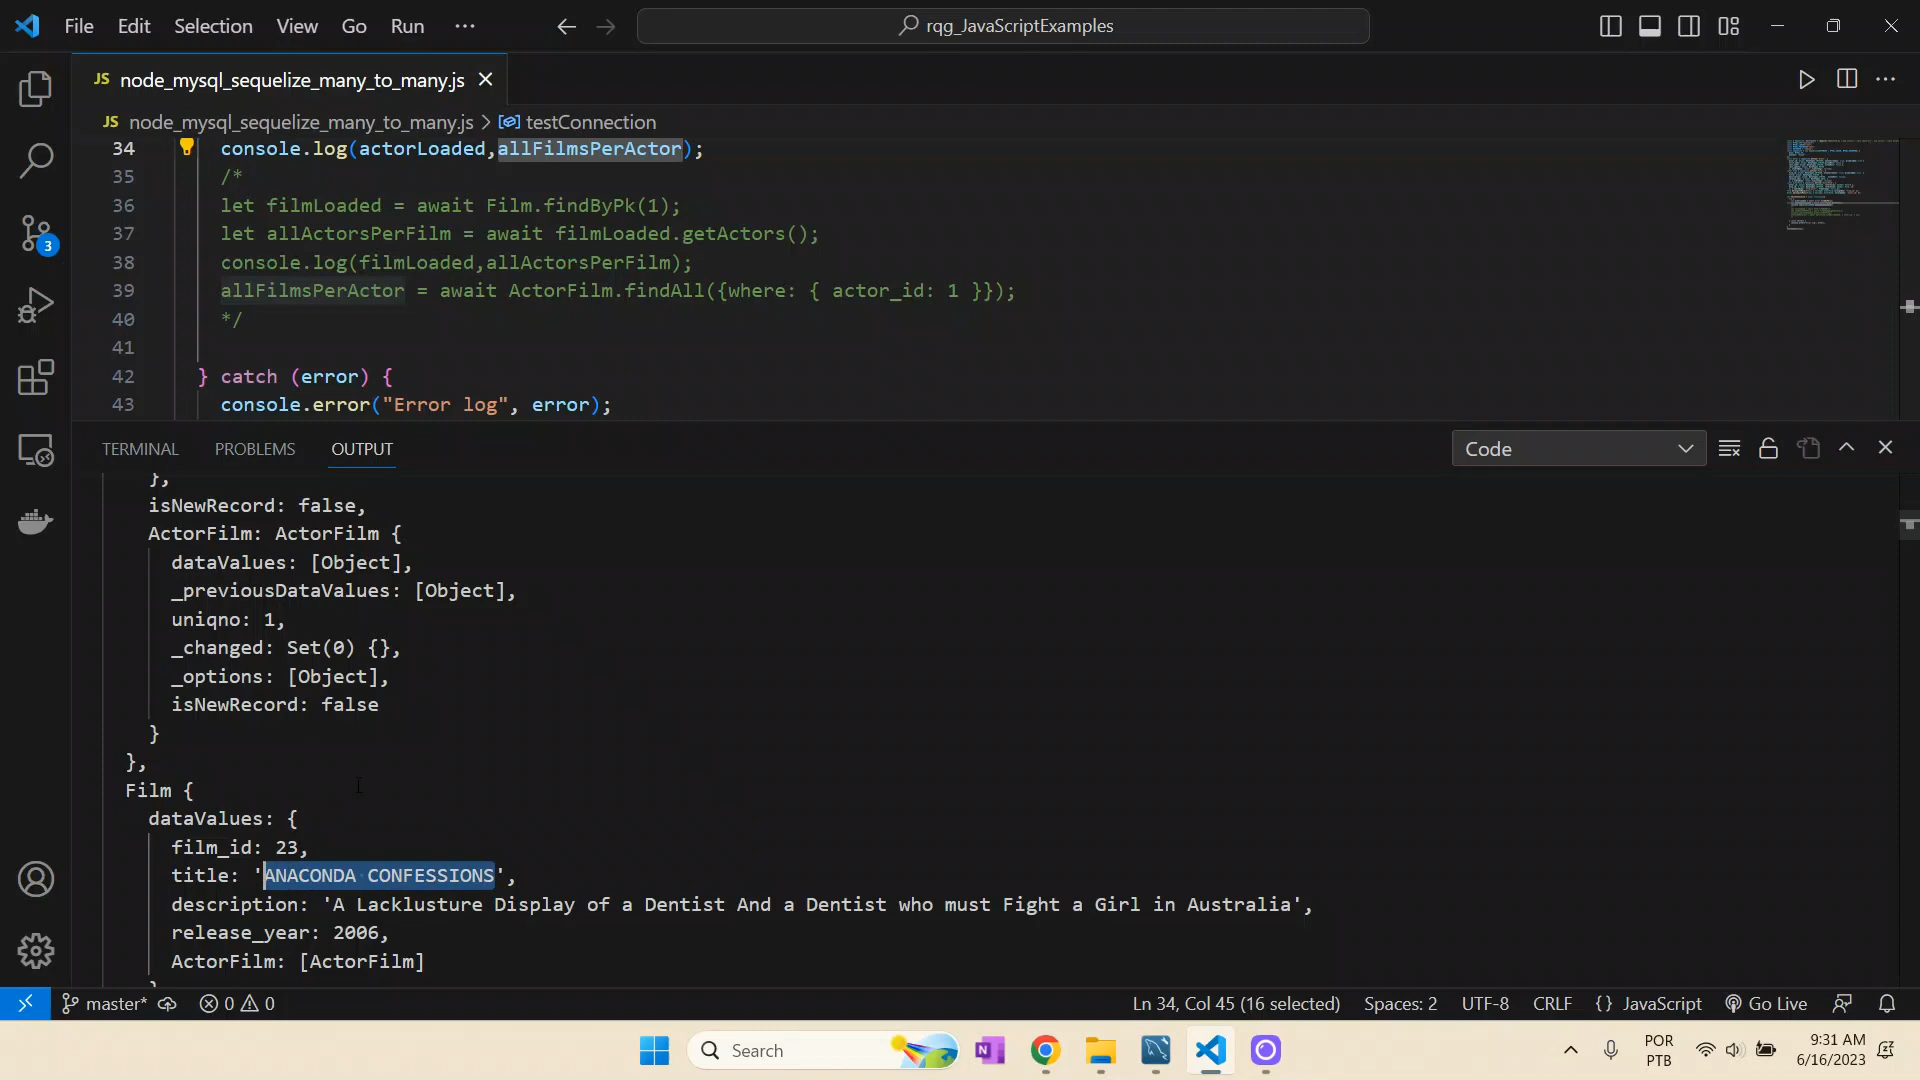 File Edit Selection View Go Run ···
rqg_JavaScriptExamples
JS node_mysql_sequelize_many_to_many.js
JS node_mysql_sequelize_many_to_many.js > testConnection
34 console.log(actorLoaded,allFilmsPerActor);
35 /*
36 let filmLoaded = await Film.findByPk(1);
37 let allActorsPerFilm = await filmLoaded.getActors();
38 console.log(filmLoaded,allActorsPerFilm);
39 allFilmsPerActor = await ActorFilm.findAll({where: { actor_id: 1 }});
40 */
41
42 } catch (error) {
43 console.error("Error log", error);
3
TERMINAL PROBLEMS OUTPUT Code
},
isNewRecord: false,
ActorFilm: ActorFilm {
dataValues: [Object],
_previousDataValues: [Object],
uniqno: 1,
_changed: Set(0) {},
_options: [Object],
isNewRecord: false
}
},
Film {
dataValues: {
film_id: 23,
title: 'ANACONDA CONFESSIONS',
description: 'A Lacklusture Display of a Dentist And a Dentist who must Fight a Girl in Australia',
release_year: 2006,
ActorFilm: [ActorFilm]
master* 0 0 Ln 34, Col 45 (16 selected) Spaces: 2 UTF-8 CRLF {} JavaScript Go Live
Search
POR
PTB
9:31 AM
6/16/2023